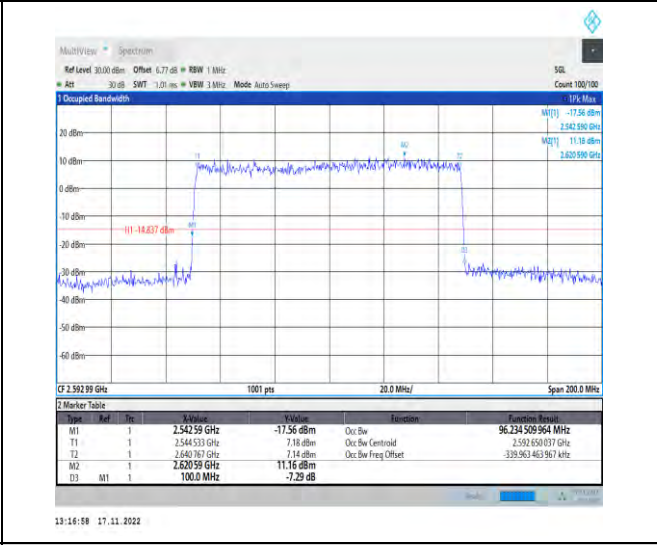 MultiView Spectrum
Ref Level 30.00 dBm Offset 6.77 dB RBW 1 MHz SGL
Att 30 dB SWT 1.01 ms VBW 3 MHz Mode Auto Sweep Count 100/100
1 Occupied Bandwidth 1Pk Max
M1[1] -17.56 dBm
2.542 590 GHz
M2[1] 11.18 dBm
2.620 590 GHz
20 dBm
10 dBm
0 dBm
-10 dBm
H1 -14.837 dBm
-20 dBm
-30 dBm
-40 dBm
-50 dBm
-60 dBm
T1
M2
T2
M1
D3
CF 2.592 99 GHz 1001 pts 20.0 MHz/ Span 200.0 MHz
2 Marker Table
Type Ref Trc X-Value Y-Value Function Function Result
M1 1 2.542 59 GHz -17.56 dBm Occ Bw 96.234 509 964 MHz
T1 1 2.544 533 GHz 7.18 dBm Occ Bw Centroid 2.592 650 037 GHz
T2 1 2.640 767 GHz 7.14 dBm Occ Bw Freq Offset -339.963 463 967 kHz
M2 1 2.620 59 GHz 11.16 dBm
D3 M1 1 100.0 MHz -7.29 dB
13:16:58 17.11.2022